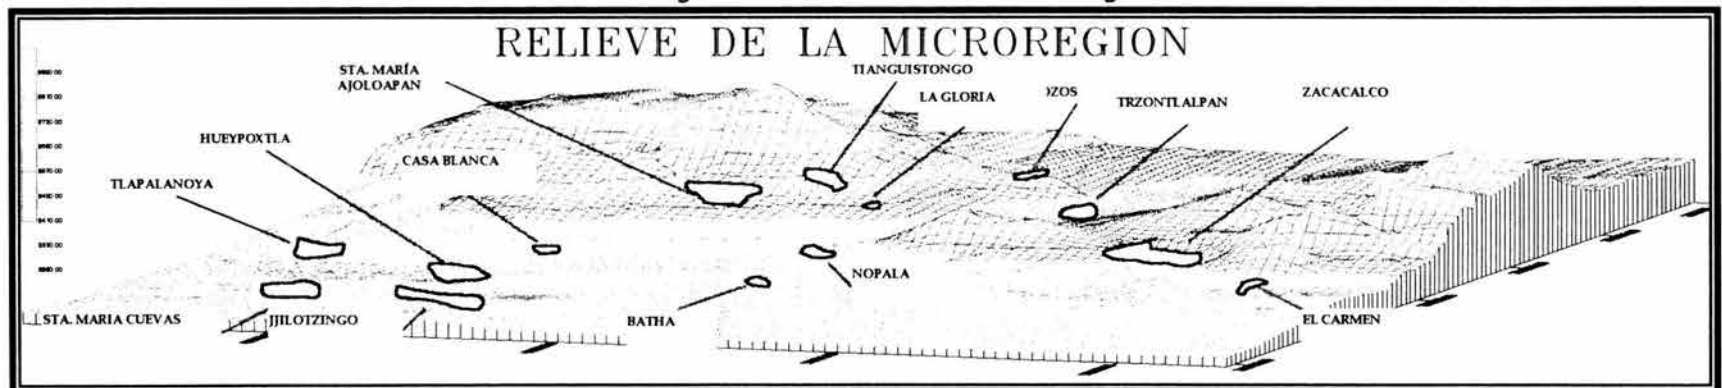 RELIEVE DE LA MICROREGION
STA. MARÍA
AJOLOAPAN
TIANGUISTONGO
LA GLORIA
ZOS
TRZONTLALPAN
ZACACALCO
HUEYPOXTLA
CASA BLANCA
TLAPALANOYA
NOPALA
STA. MARIA CUEVAS
JJILOTZINGO
BATHA
EL CARMEN